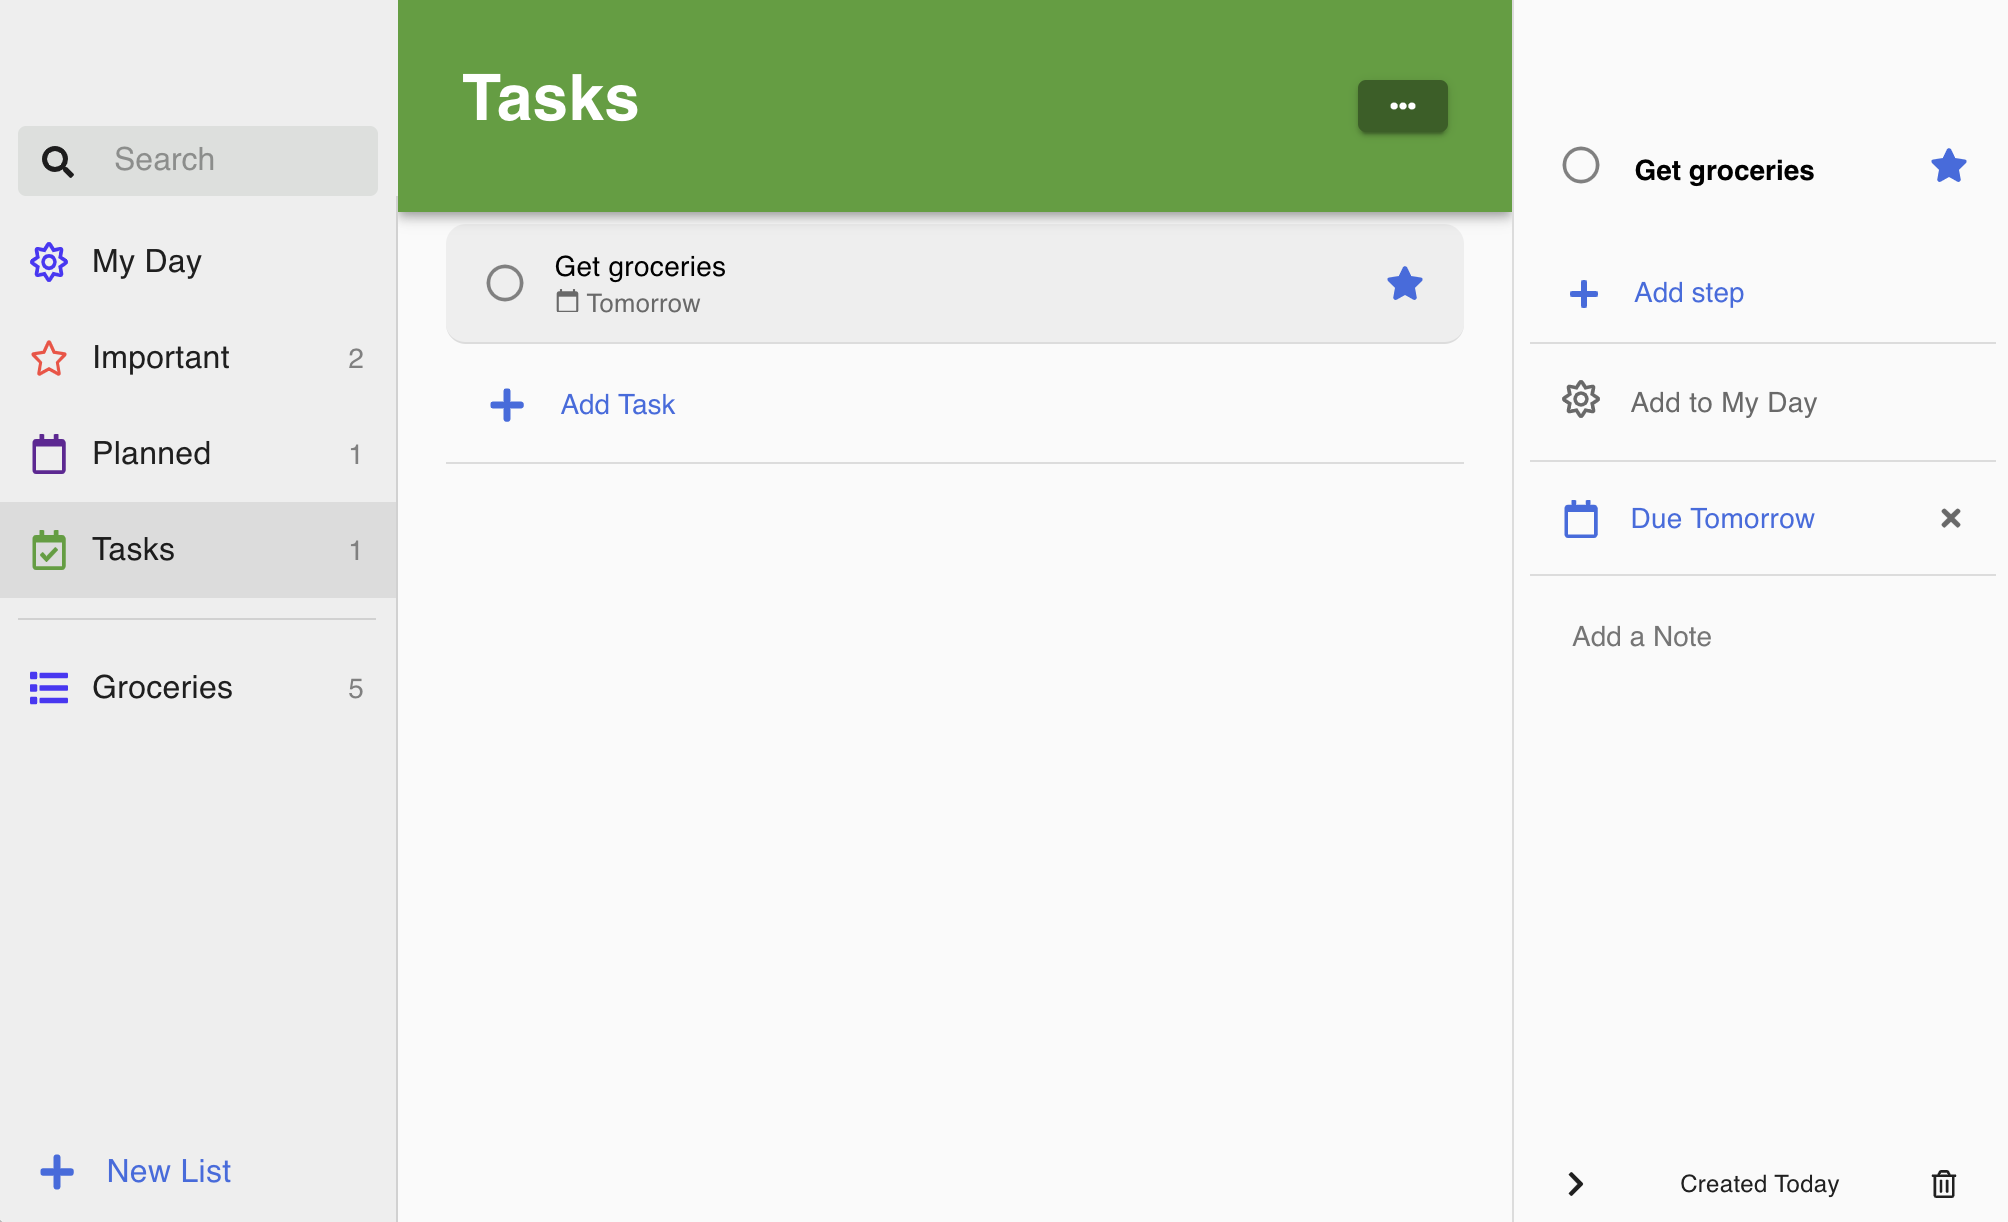 Search
My Day
Important 2
Planned 1
Tasks 1
Groceries 5
New List
Tasks
Get groceries
Tomorrow
Add Task
Get groceries
Add step
Add to My Day
Due Tomorrow
Add a Note
Created Today